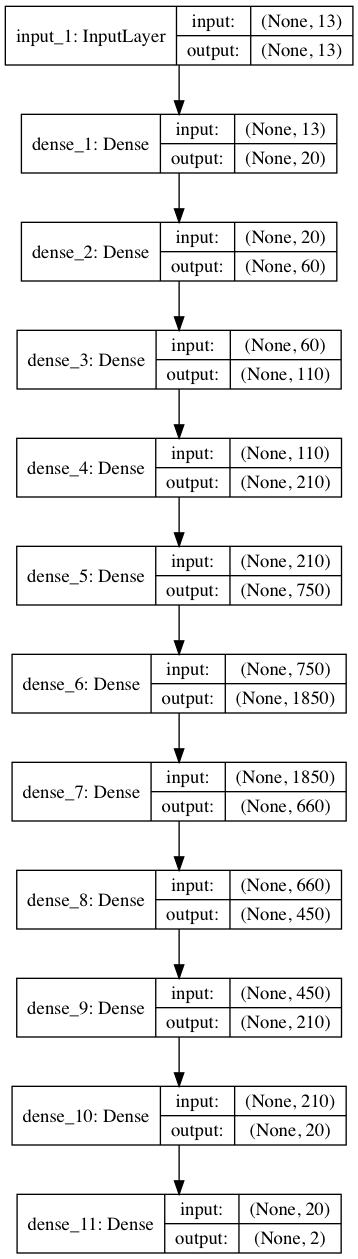 input_1: InputLayer
input: (None, 13)
output: (None, 13)
dense_1: Dense
input: (None, 13)
output: (None, 20)
dense_2: Dense
input: (None, 20)
output: (None, 60)
dense_3: Dense
input: (None, 60)
output: (None, 110)
dense_4: Dense
input: (None, 110)
output: (None, 210)
dense_5: Dense
input: (None, 210)
output: (None, 750)
dense_6: Dense
input: (None, 750)
output: (None, 1850)
dense_7: Dense
input: (None, 1850)
output: (None, 660)
dense_8: Dense
input: (None, 660)
output: (None, 450)
dense_9: Dense
input: (None, 450)
output: (None, 210)
dense_10: Dense
input: (None, 210)
output: (None, 20)
dense_11: Dense
input: (None, 20)
output: (None, 2)